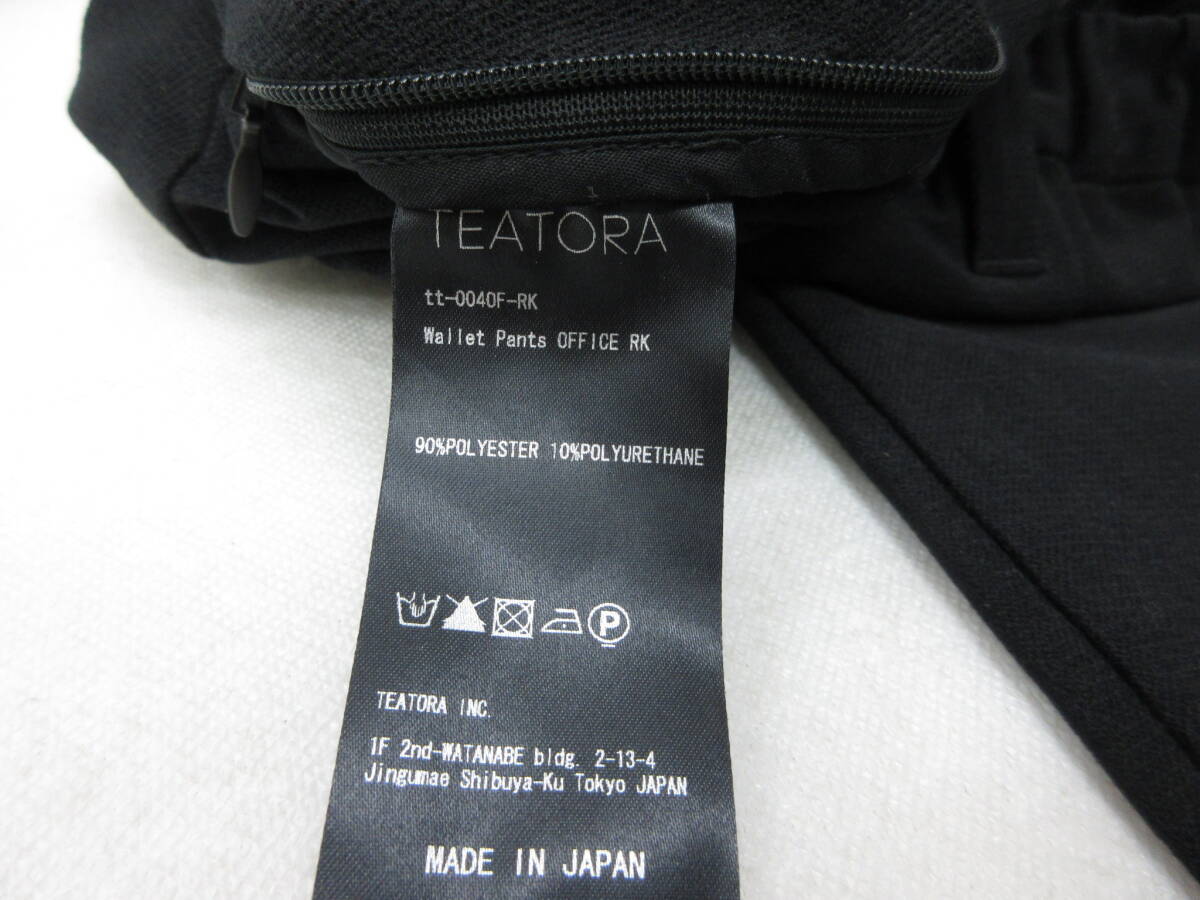 TEATORA
tt-0040F-RK
Wallet Pants OFFICE RK
90%POLYESTER 10%POLYURETHANE
P
TEATORA INC.
1F 2nd-WATANABE bldg. 2-13-4
Jingumae Shibuya-Ku Tokyo JAPAN
MADE IN JAPAN